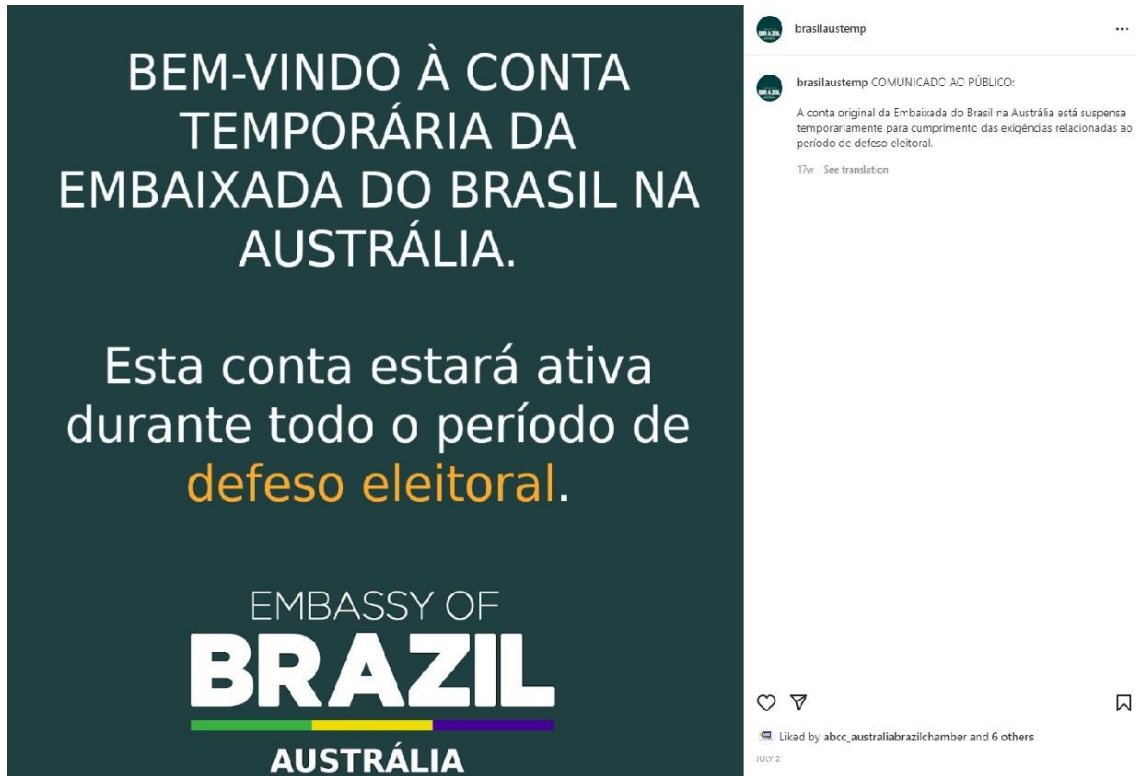 BEM-VINDO À CONTA
TEMPORÁRIA DA
EMBAIXADA DO BRASIL NA
AUSTRÁLIA.
Esta conta estará ativa
durante todo o período de
defeso eleitoral.
EMBASSY OF
BRAZIL
AUSTRÁLIA
brasilaustemp
brasilaustemp COMUNICADO AO PÚBLICO:
A conta original da Embaixada do Brasil na Austrália está suspensa
temporariamente para cumprimento das exigências relacionadas ao
período de defeso eleitoral.
17w See translation
Liked by abcc_australiabrazilchamber and 6 others
JULY 2